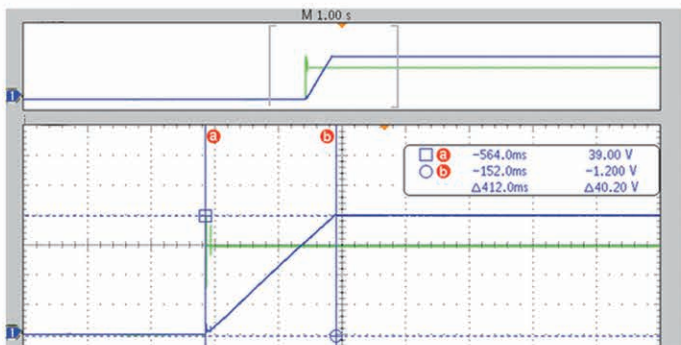 M 1.00 s
1
a b
a -564.0ms 39.00 V
b -152.0ms -1.200 V
Δ412.0ms Δ40.20 V
1